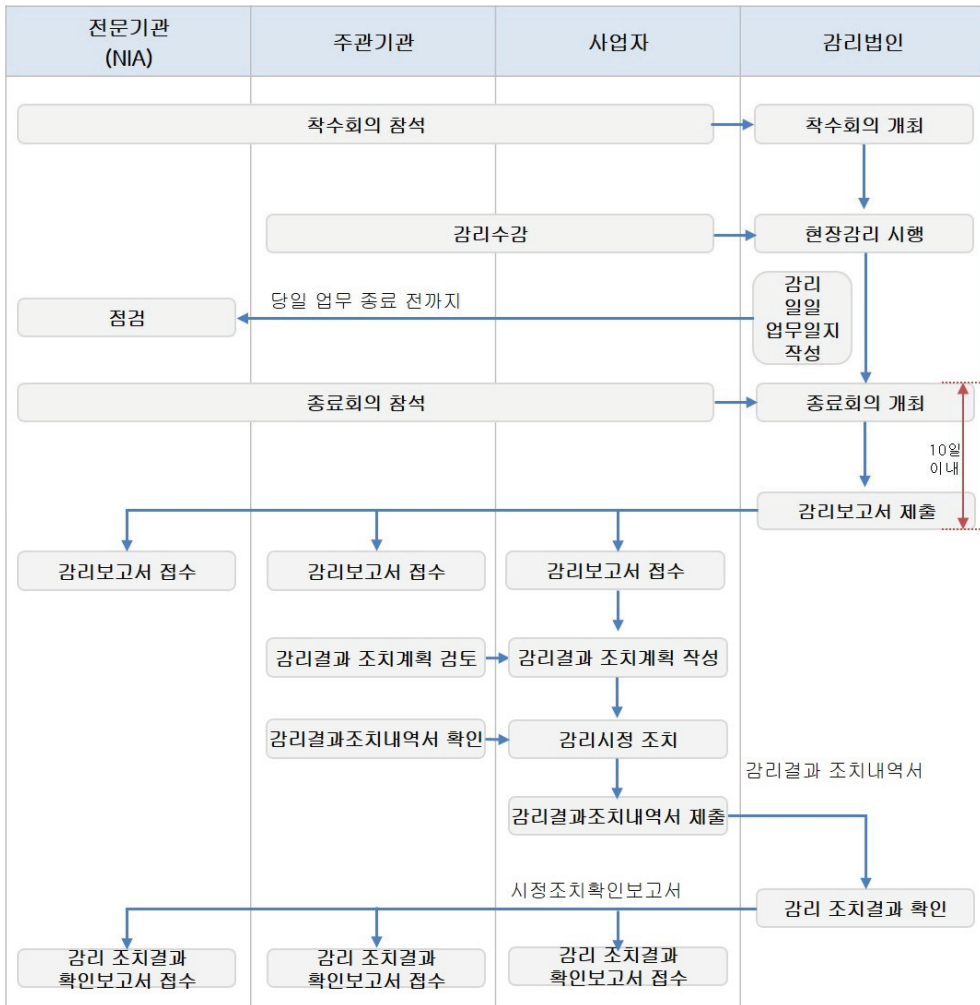 전문기관
(NIA)
주관기관
사업자
감리법인
착수회의 참석
착수회의 개최
감리수감
현장감리 시행
당일 업무 종료 전까지
점검
감리
일일
업무일지
작성
종료회의 참석
종료회의 개최
10일
이내
감리보고서 제출
감리보고서 접수
감리보고서 접수
감리보고서 접수
감리결과 조치계획 검토
감리결과 조치계획 작성
감리결과조치내역서 확인
감리시정 조치
감리결과 조치내역서
감리결과조치내역서 제출
시정조치확인보고서
감리 조치결과 확인
감리 조치결과
확인보고서 접수
감리 조치결과
확인보고서 접수
감리 조치결과
확인보고서 접수